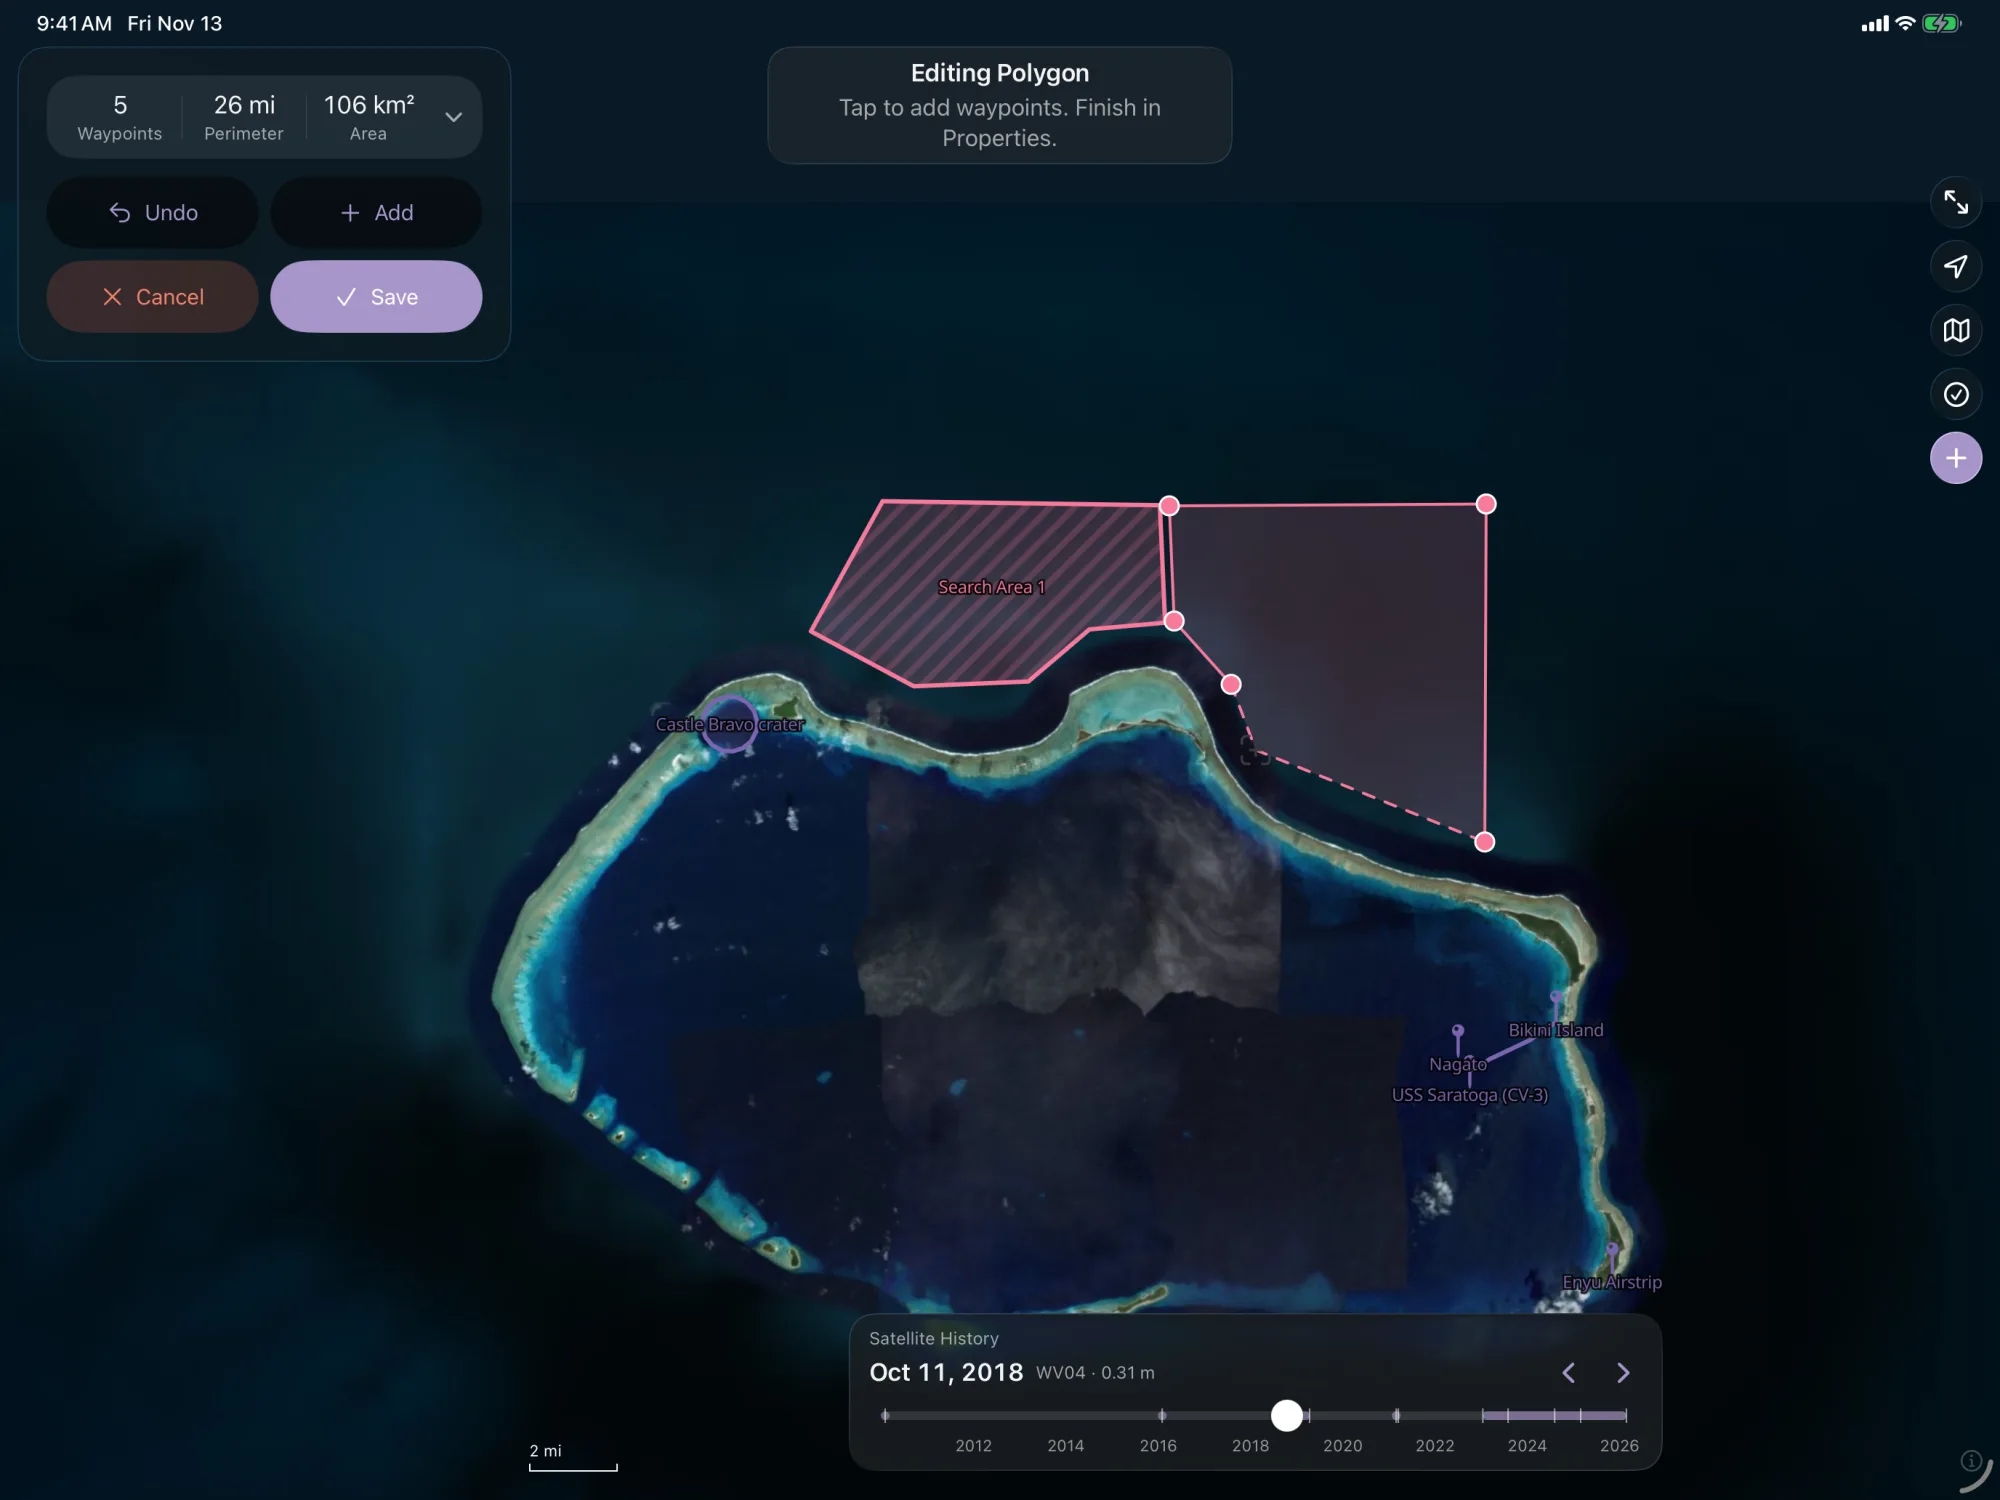 9:41 AM Fri Nov 13
5
Waypoints
26 mi
Perimeter
106 km²
Area
Undo
Add
Cancel
Save
Editing Polygon
Tap to add waypoints. Finish in
Properties.
Search Area 1
Castle Bravo crater
Bikini Island
Nagato
USS Saratoga (CV-3)
Enyu Airstrip
Satellite History
Oct 11, 2018 WV04 · 0.31 m
2012 2014 2016 2018 2020 2022 2024 2026
2 mi